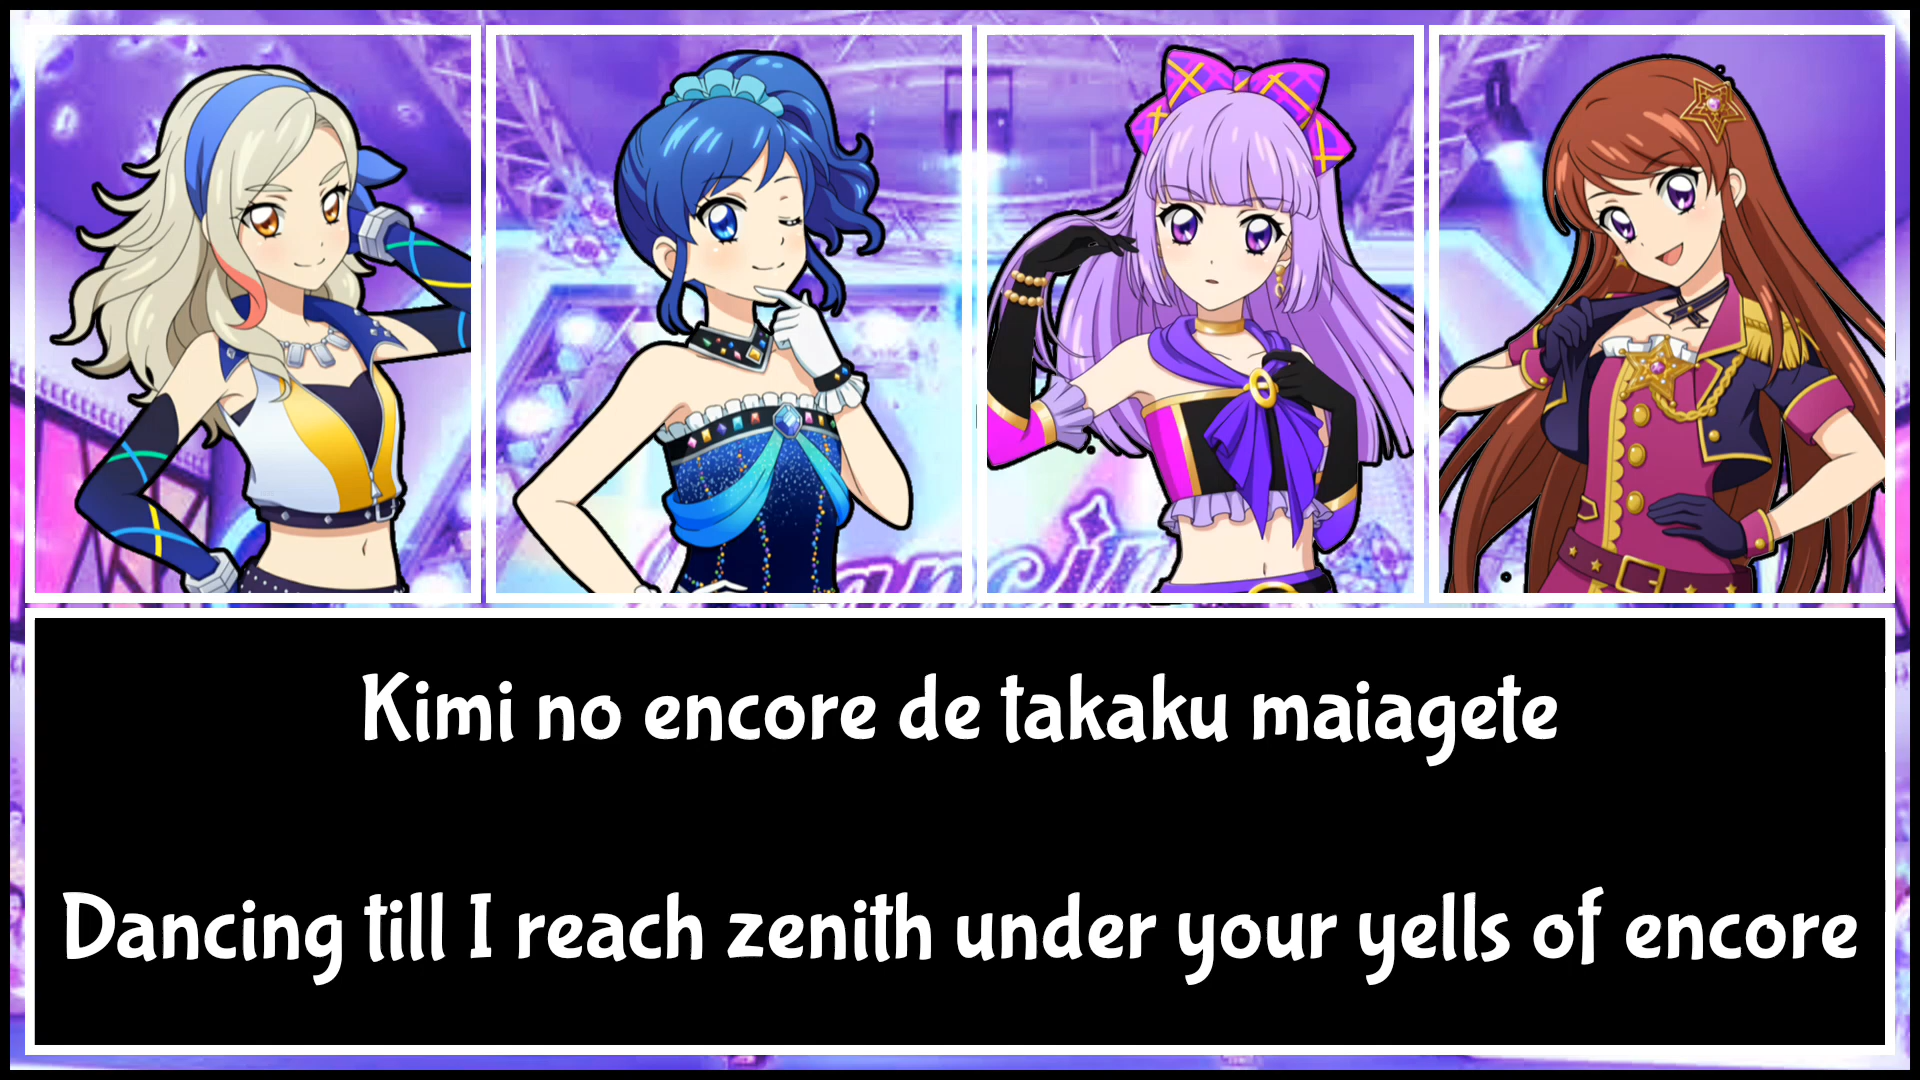 Kimi no encore de takaku maiagete
Dancing till I reach zenith under your yells of encore